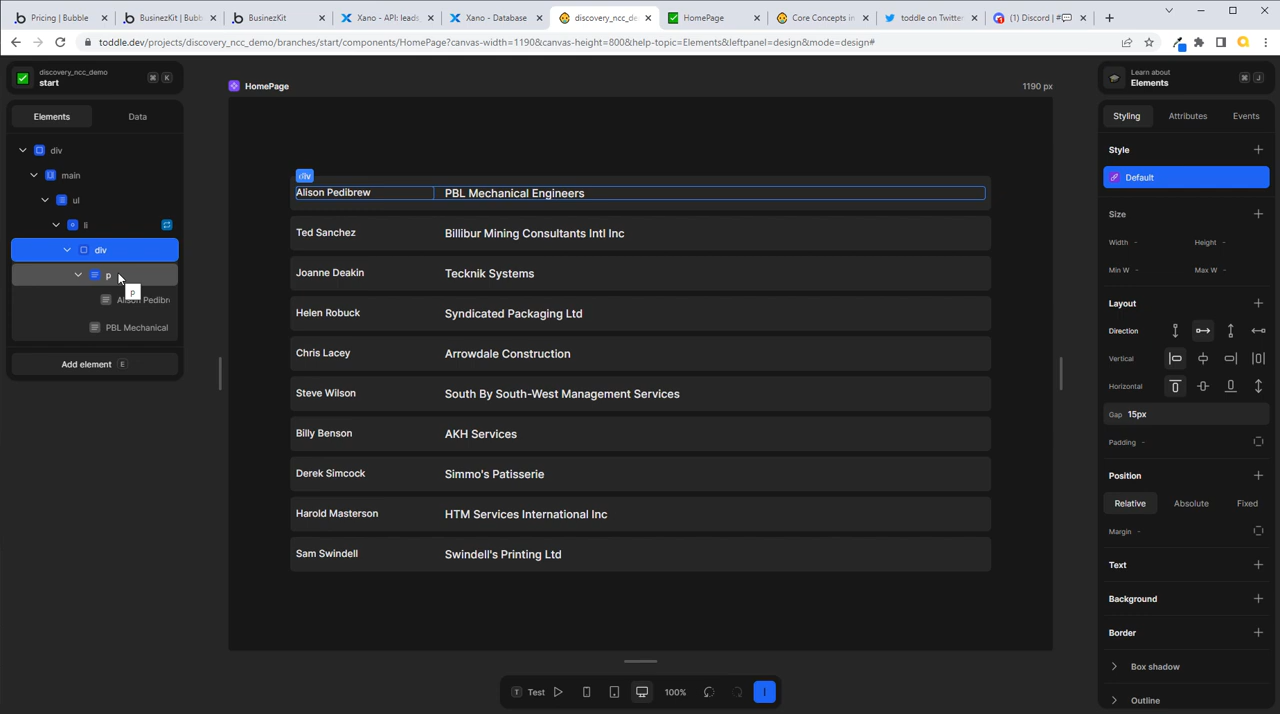 Pricing | Bubble
BusinezKit | Bubb
BusinezKit
Xano - API: leads
Xano - Database
discovery_ncc_dem
HomePage
Core Concepts in
toddle on Twitter
(1) Discord | #
toddle.dev/projects/discovery_ncc_demo/branches/start/components/HomePage?canvas-width=1190&canvas-height=800&help-topic=Elements&leftpanel=design&mode=design#
discovery_ncc_demo
start
⌘ K
Elements
Data
div
main
ul
li
div
p
p
Alison Pedibr
PBL Mechanical
Add element E
HomePage
1190 px
div
Alison Pedibrew
PBL Mechanical Engineers
Ted Sanchez
Billibur Mining Consultants Intl Inc
Joanne Deakin
Tecknik Systems
Helen Robuck
Syndicated Packaging Ltd
Chris Lacey
Arrowdale Construction
Steve Wilson
South By South-West Management Services
Billy Benson
AKH Services
Derek Simcock
Simmo's Patisserie
Harold Masterson
HTM Services International Inc
Sam Swindell
Swindell's Printing Ltd
T Test
100%
Learn about
Elements
⌘ J
Styling
Attributes
Events
Style
Default
Size
Width -
Height -
Min W -
Max W -
Layout
Direction
Vertical
Horizontal
Gap 15px
Padding -
Position
Relative
Absolute
Fixed
Margin -
Text
Background
Border
Box shadow
Outline